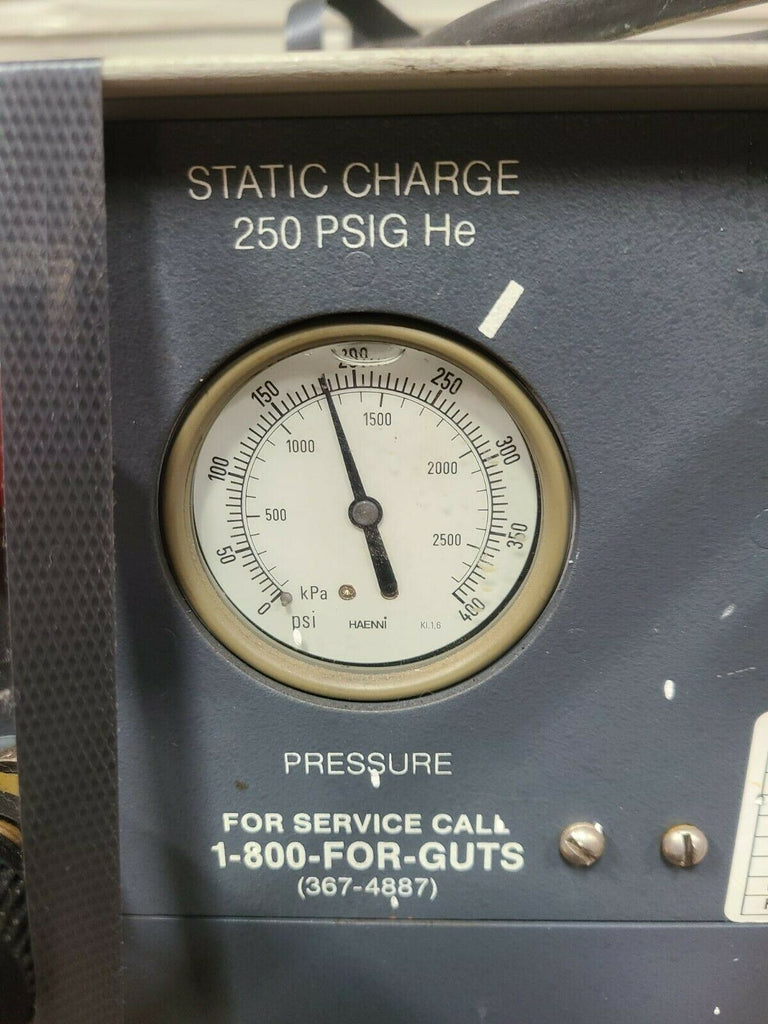 STATIC CHARGE
250 PSIG He
200
150
250
1500
1000
300
100
2000
500
350
2500
50
kPa
0
400
psi
HAENNi
Kl.1,6
PRESSURE
FOR SERVICE CALL
1-800-FOR-GUTS
(367-4887)